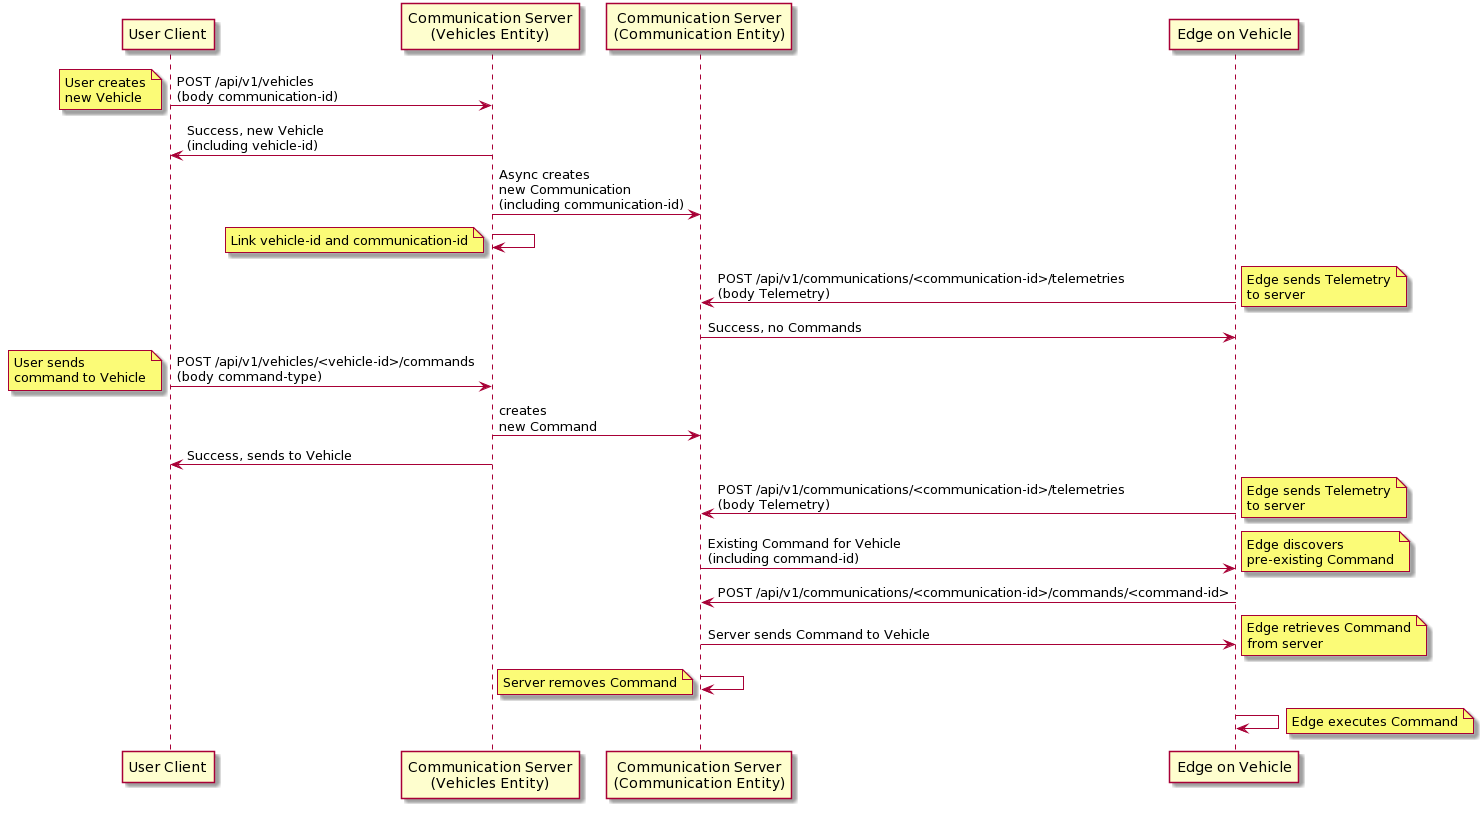 User Client
Communication Server
(Vehicles Entity)
Communication Server
(Communication Entity)
Edge on Vehicle
User creates
new Vehicle
POST /api/v1/vehicles
(body communication-id)
Success, new Vehicle
(including vehicle-id)
Async creates
new Communication
(including communication-id)
Link vehicle-id and communication-id
POST /api/v1/communications/<communication-id>/telemetries
(body Telemetry)
Edge sends Telemetry
to server
Success, no Commands
User sends
command to Vehicle
POST /api/v1/vehicles/<vehicle-id>/commands
(body command-type)
creates
new Command
Success, sends to Vehicle
POST /api/v1/communications/<communication-id>/telemetries
(body Telemetry)
Edge sends Telemetry
to server
Existing Command for Vehicle
(including command-id)
Edge discovers
pre-existing Command
POST /api/v1/communications/<communication-id>/commands/<command-id>
Server sends Command to Vehicle
Edge retrieves Command
from server
Server removes Command
Edge executes Command
User Client
Communication Server
(Vehicles Entity)
Communication Server
(Communication Entity)
Edge on Vehicle